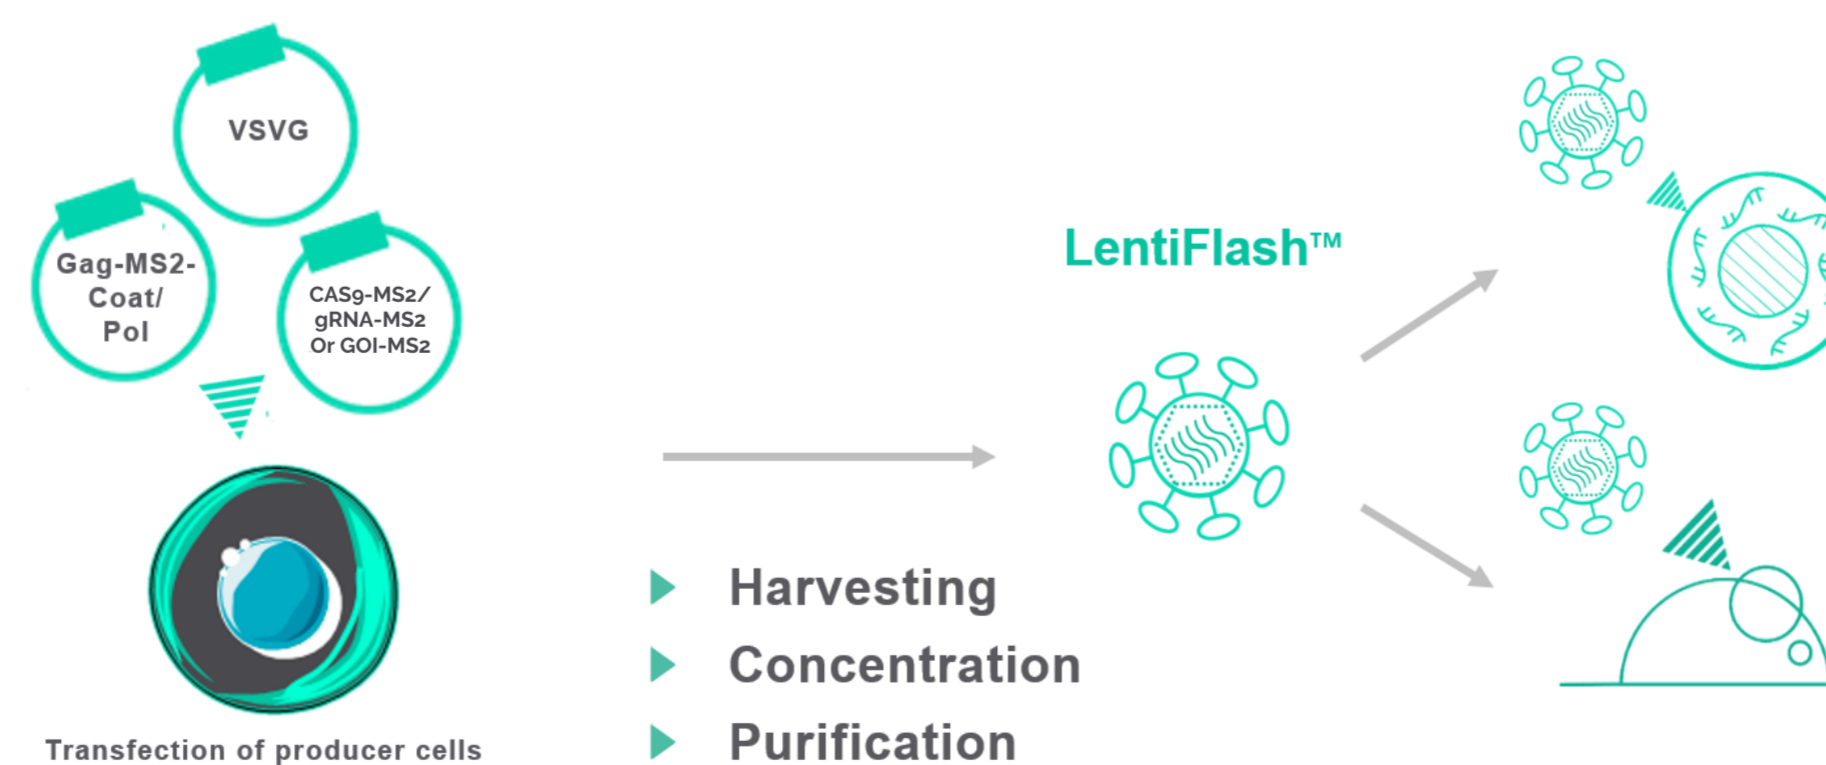 VSVG
Gag-MS2-
Coat/
Pol
CAS9-MS2/
gRNA-MS2
Or GOI-MS2
Transfection of producer cells
Harvesting
Concentration
Purification
LentiFlash™